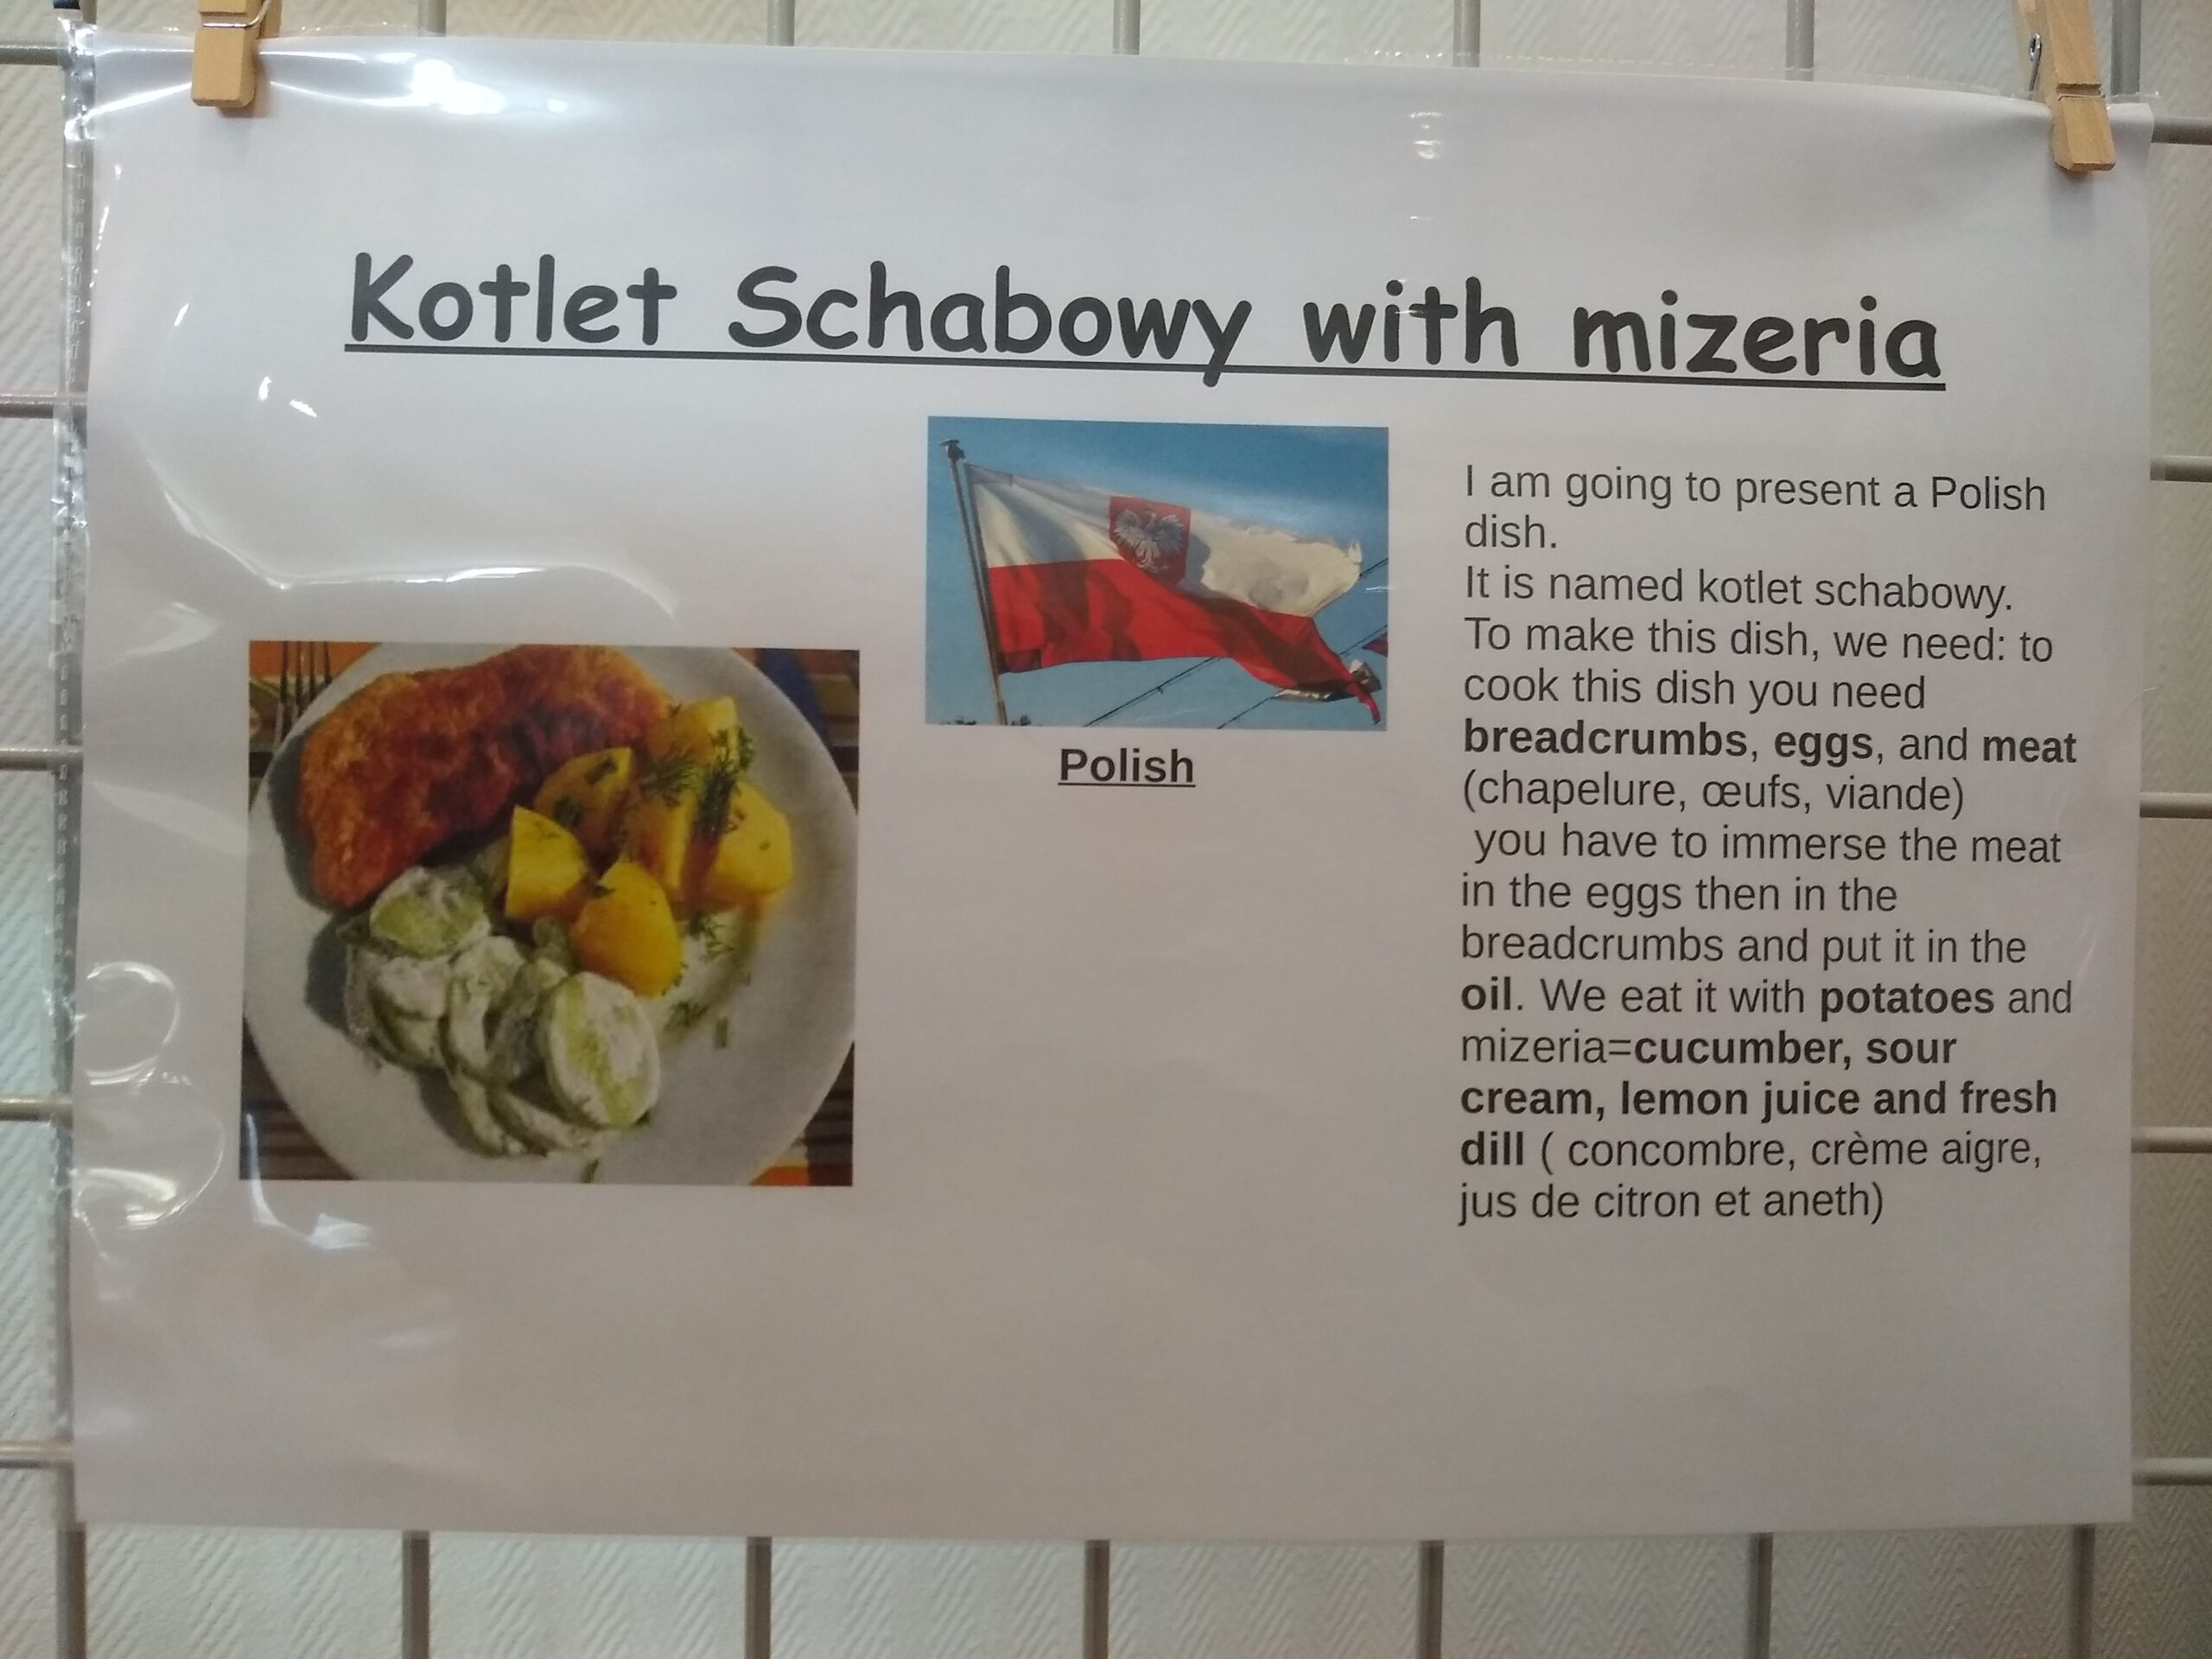 Kotlet Schabowy with mizeria
Polish
I am going to present a Polish
dish.
It is named kotlet schabowy.
To make this dish, we need: to
cook this dish you need
breadcrumbs, eggs, and meat
(chapelure, œufs, viande)
you have to immerse the meat
in the eggs then in the
breadcrumbs and put it in the
oil. We eat it with potatoes and
mizeria=cucumber, sour
cream, lemon juice and fresh
dill ( concombre, crème aigre,
jus de citron et aneth)